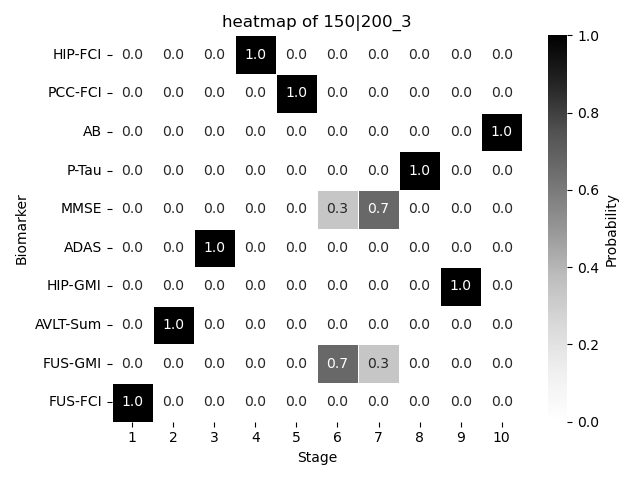 heatmap of 150|200_3
HIP-FCI 0.0 0.0 0.0 1.0 0.0 0.0 0.0 0.0 0.0 0.0
PCC-FCI 0.0 0.0 0.0 0.0 1.0 0.0 0.0 0.0 0.0 0.0
AB 0.0 0.0 0.0 0.0 0.0 0.0 0.0 0.0 0.0 1.0
P-Tau 0.0 0.0 0.0 0.0 0.0 0.0 0.0 1.0 0.0 0.0
MMSE 0.0 0.0 0.0 0.0 0.0 0.3 0.7 0.0 0.0 0.0
ADAS 0.0 0.0 1.0 0.0 0.0 0.0 0.0 0.0 0.0 0.0
HIP-GMI 0.0 0.0 0.0 0.0 0.0 0.0 0.0 0.0 1.0 0.0
AVLT-Sum 0.0 1.0 0.0 0.0 0.0 0.0 0.0 0.0 0.0 0.0
FUS-GMI 0.0 0.0 0.0 0.0 0.0 0.7 0.3 0.0 0.0 0.0
FUS-FCI 1.0 0.0 0.0 0.0 0.0 0.0 0.0 0.0 0.0 0.0
1 2 3 4 5 6 7 8 9 10
Stage
Biomarker
1.0
0.8
0.6
0.4
0.2
0.0
Probability